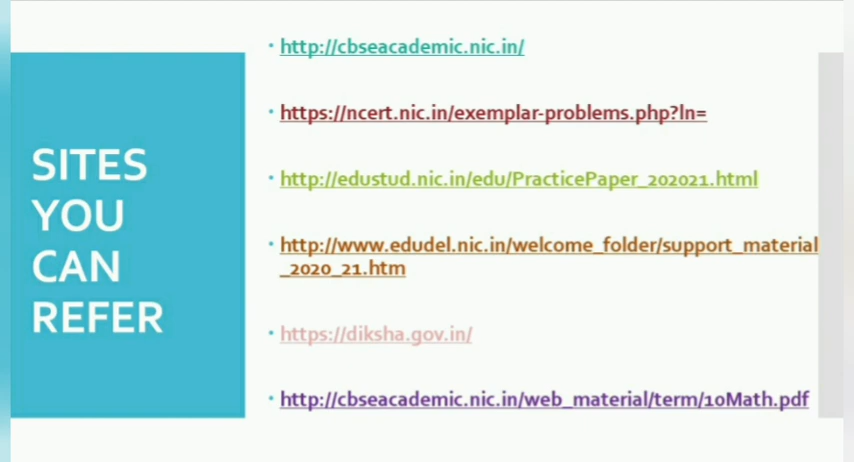 SITES
YOU
CAN
REFER
http://cbseacademic.nic.in/
https://ncert.nic.in/exemplar-problems.php?ln=
http://edustud.nic.in/edu/PracticePaper_202021.html
http://www.edudel.nic.in/welcome_folder/support_material
_2020_21.htm
https://diksha.gov.in/
http://cbseacademic.nic.in/web_material/term/10Math.pdf